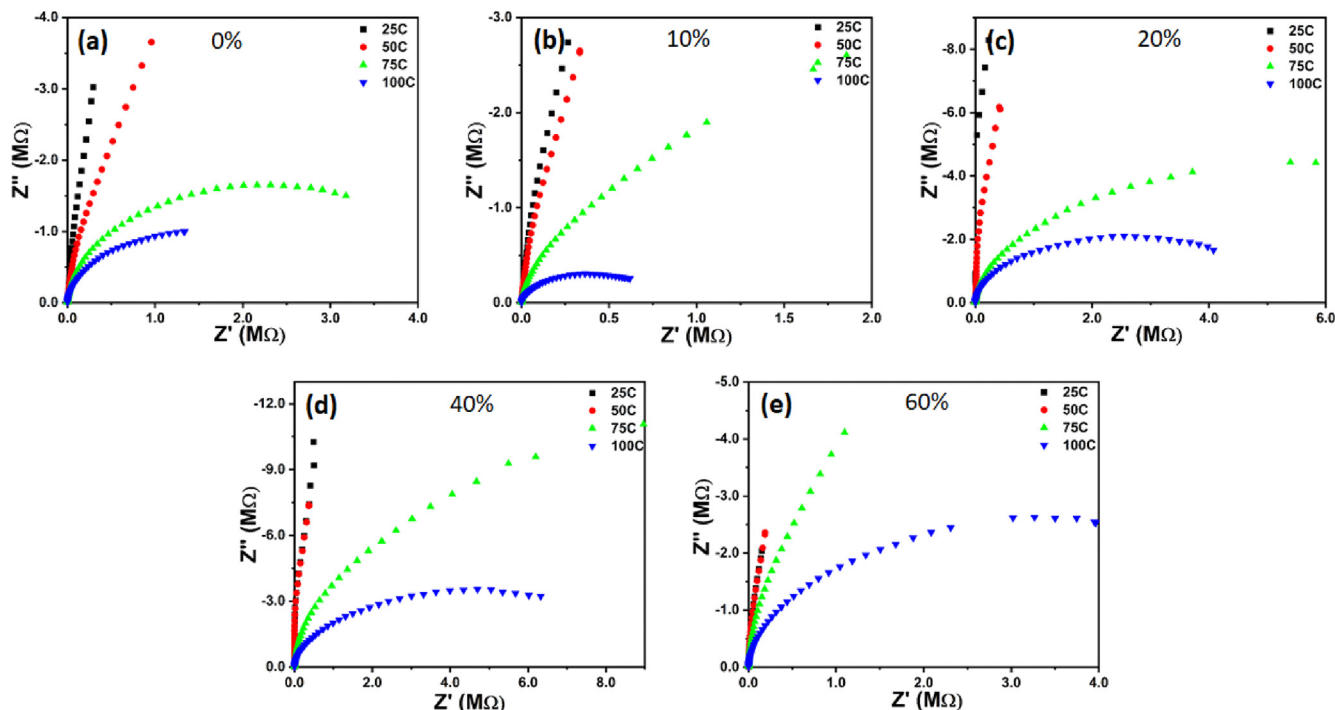 (a) 0%
25C
50C
75C
100C
Z'' (MΩ)
-4.0
-3.0
-2.0
-1.0
0.0
0.0 1.0 2.0 3.0 4.0
Z' (MΩ)
(b) 10%
25C
50C
75C
100C
Z'' (MΩ)
-3.0
-2.0
-1.0
0.0
0.0 0.5 1.0 1.5 2.0
Z' (MΩ)
(c) 20%
25C
50C
75C
100C
Z'' (MΩ)
-8.0
-6.0
-4.0
-2.0
0.0
0.0 2.0 4.0 6.0
Z' (MΩ)
(d) 40%
25C
50C
75C
100C
Z'' (MΩ)
-12.0
-9.0
-6.0
-3.0
0.0
0.0 2.0 4.0 6.0 8.0
Z' (MΩ)
(e) 60%
25C
50C
75C
100C
Z'' (MΩ)
-5.0
-4.0
-3.0
-2.0
-1.0
0.0
0.0 1.0 2.0 3.0 4.0
Z' (MΩ)